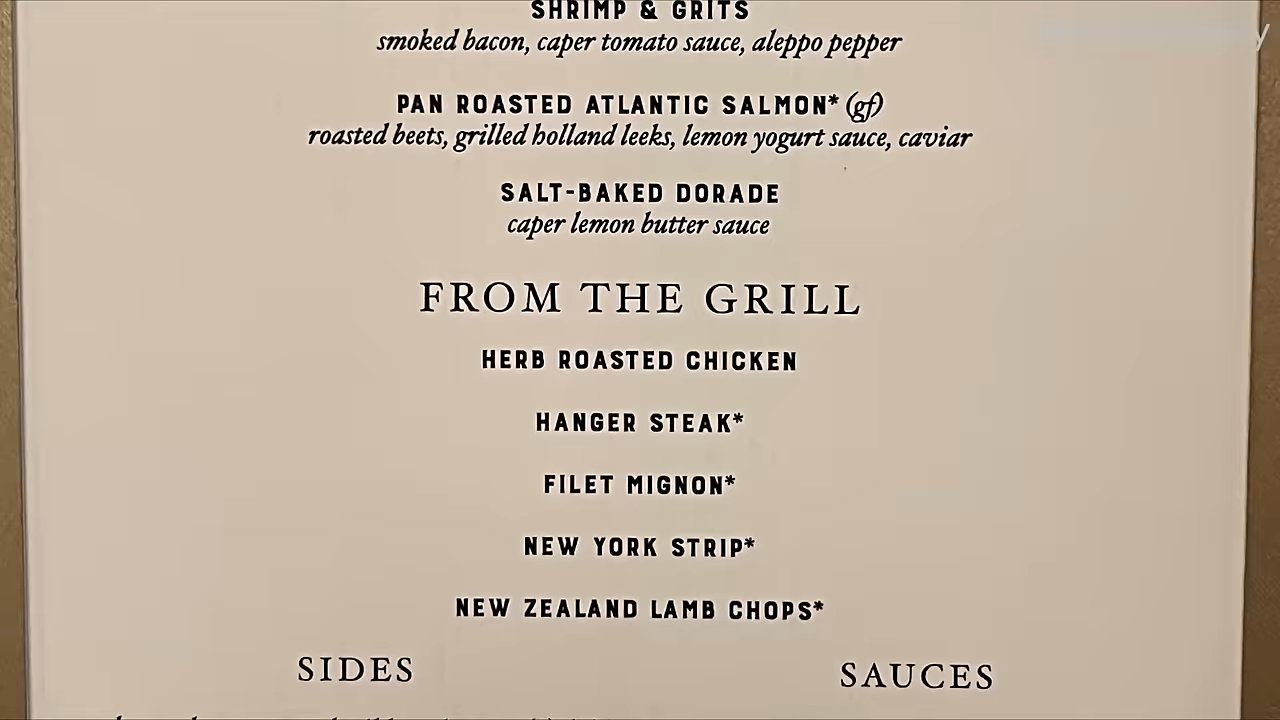 SHRIMP & GRITS
smoked bacon, caper tomato sauce, aleppo pepper
PAN ROASTED ATLANTIC SALMON* (gf)
roasted beets, grilled holland leeks, lemon yogurt sauce, caviar
SALT-BAKED DORADE
caper lemon butter sauce
FROM THE GRILL
HERB ROASTED CHICKEN
HANGER STEAK*
FILET MIGNON*
NEW YORK STRIP*
NEW ZEALAND LAMB CHOPS*
SIDES
SAUCES